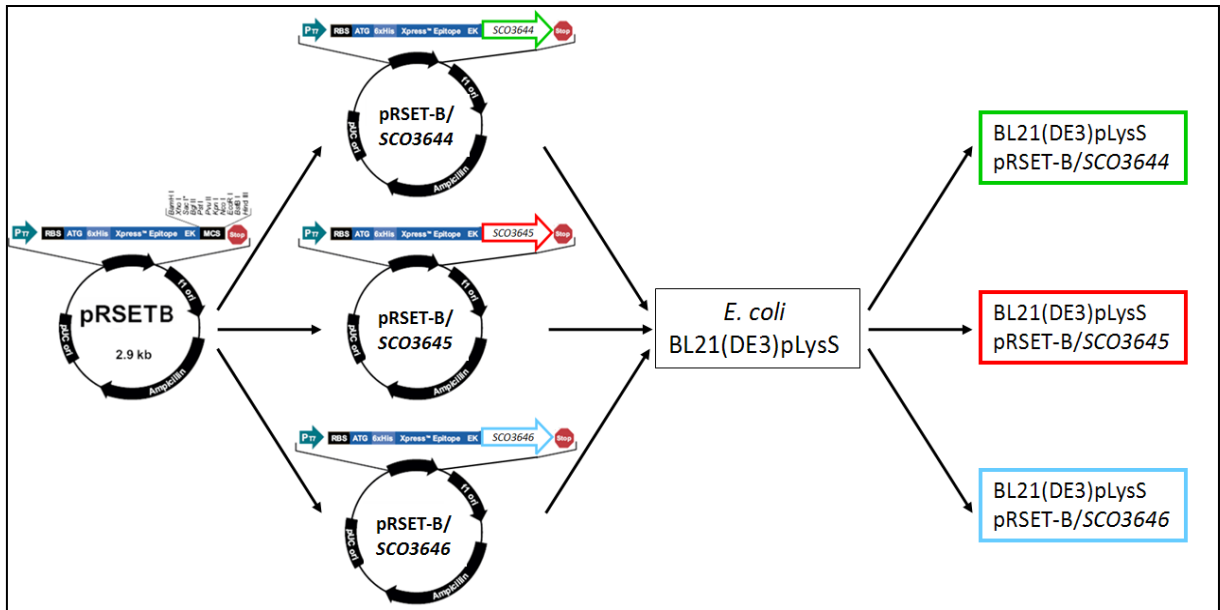 PT7 RBS ATG 6xHis Xpress™ Epitope EK SCO3644 Stop
f1 ori
pUC ori
Ampicillin
pRSET-B/
SCO3644
BamH I
Xho I
Sac I*
Bgl II
Pst I
Pvu II
Kpn I
Nco I
EcoR I
BstB I
Hind III
PT7 RBS ATG 6xHis Xpress™ Epitope EK MCS Stop
f1 ori
pUC ori
Ampicillin
pRSETB
2.9 kb
PT7 RBS ATG 6xHis Xpress™ Epitope EK SCO3645 Stop
f1 ori
pUC ori
Ampicillin
pRSET-B/
SCO3645
PT7 RBS ATG 6xHis Xpress™ Epitope EK SCO3646 Stop
f1 ori
pUC ori
Ampicillin
pRSET-B/
SCO3646
E. coli
BL21(DE3)pLysS
BL21(DE3)pLysS
pRSET-B/SCO3644
BL21(DE3)pLysS
pRSET-B/SCO3645
BL21(DE3)pLysS
pRSET-B/SCO3646